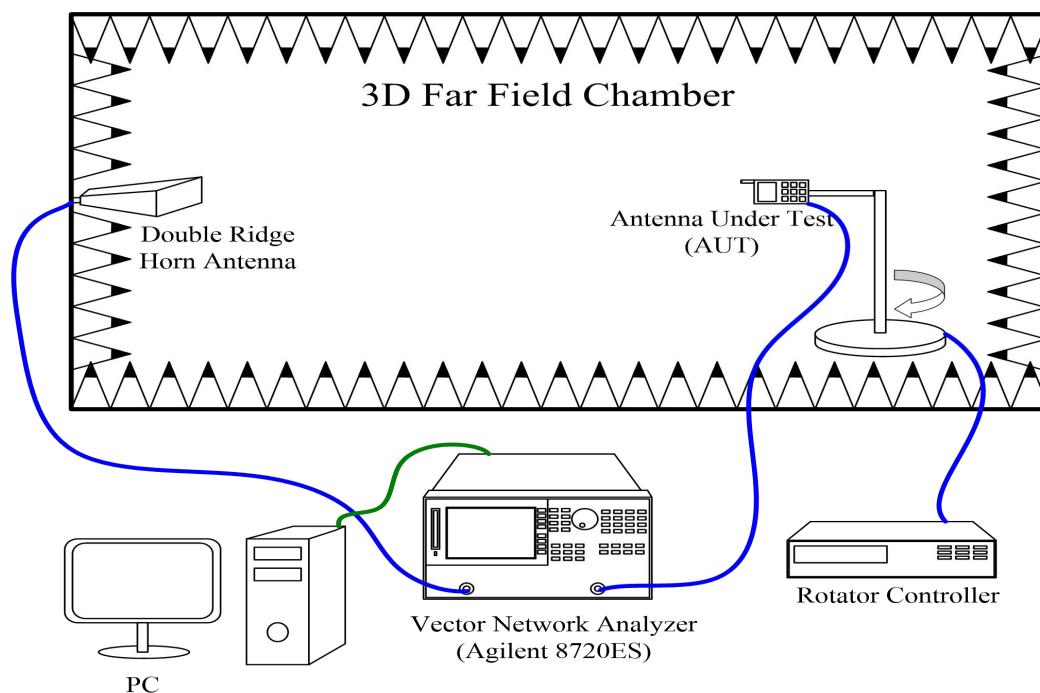 3D Far Field Chamber
Double Ridge
Horn Antenna
Antenna Under Test
(AUT)
Vector Network Analyzer
(Agilent 8720ES)
Rotator Controller
PC